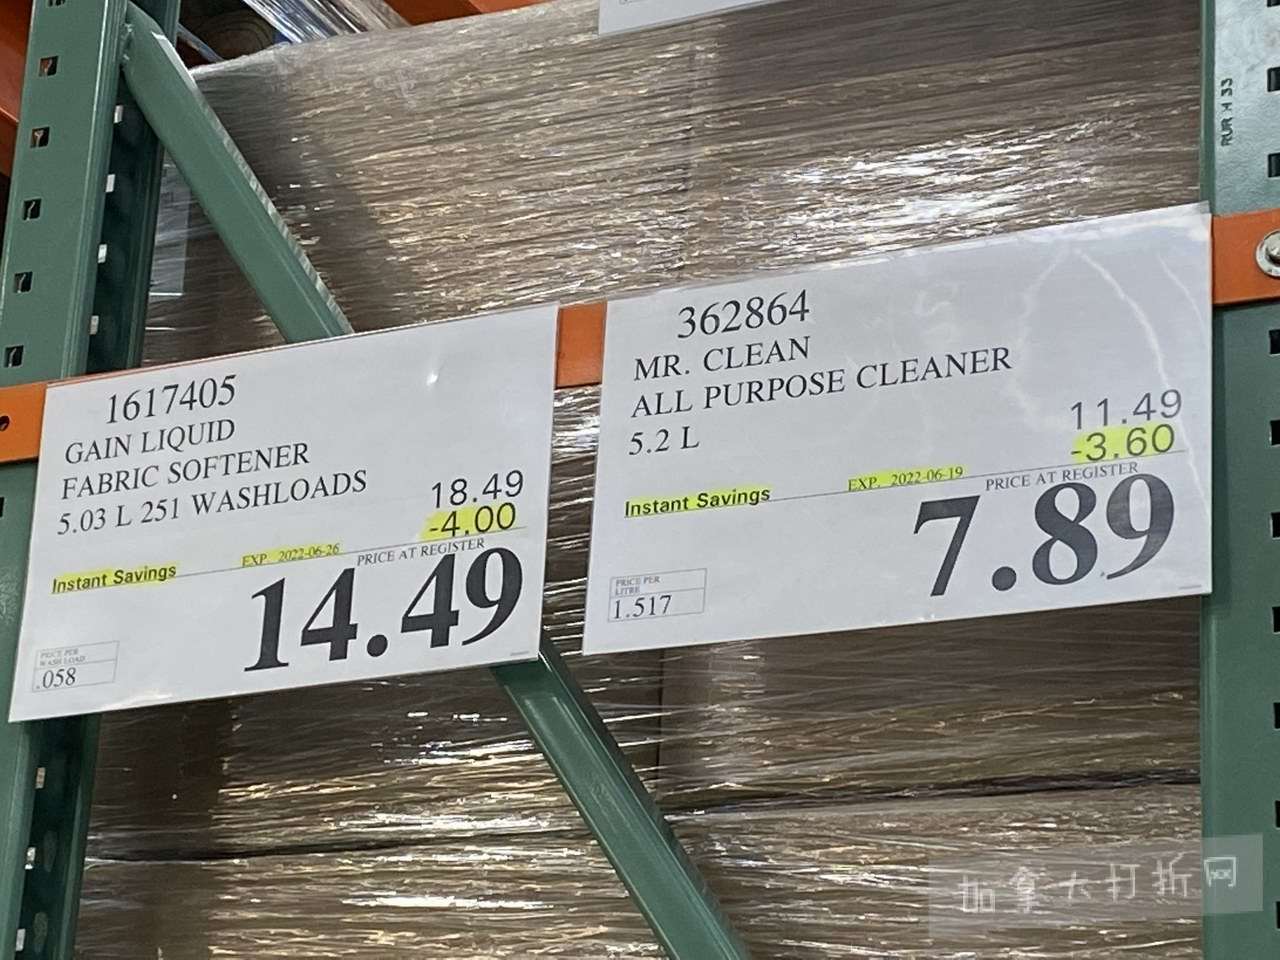 1617405
GAIN LIQUID
FABRIC SOFTENER
5.03 L 251 WASHLOADS
18.49
-4.00
Instant Savings
EXP. 2022-06-26
PRICE AT REGISTER
14.49
PRICE PER
WASH LOAD
.058
362864
MR. CLEAN
ALL PURPOSE CLEANER
5.2 L
11.49
-3.60
Instant Savings
EXP. 2022-06-19
PRICE AT REGISTER
7.89
PRICE PER
LITRE
1.517
加拿大打折网